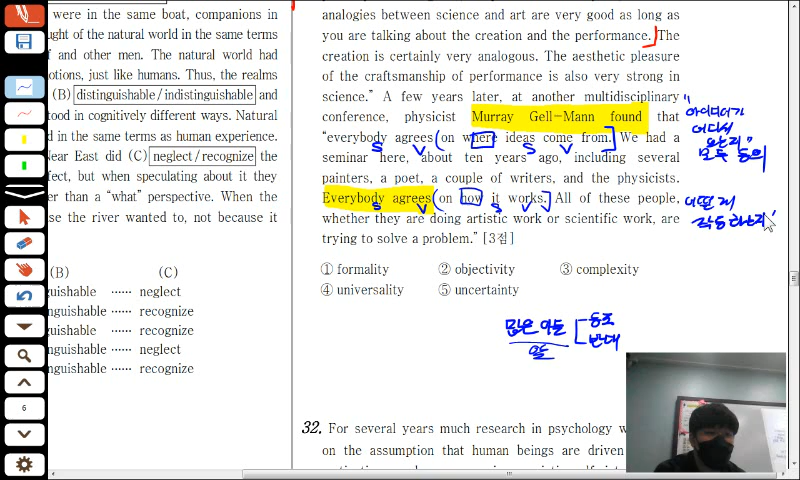 were in the same boat, companions in
ught of the natural world in the same terms
f and other men. The natural world had
otions, just like humans. Thus, the realms
(B) distinguishable/indistinguishable and
tood in cognitively different ways. Natural
d in the same terms as human experience.
Near East did (C) neglect/recognize the
fect, but when speculating about it they
er than a "what" perspective. When the
se the river wanted to, not because it
(B) (C)
nguishable …… neglect
nguishable …… recognize
nguishable …… recognize
nguishable …… neglect
nguishable …… recognize
6
analogies between science and art are very good as long as
you are talking about the creation and the performance. The
creation is certainly very analogous. The aesthetic pleasure
of the craftsmanship of performance is also very strong in
science." A few years later, at another multidisciplinary
conference, physicist Murray Gell-Mann found that
"everybody agrees (on where ideas come from.] We had a
S V S V
seminar here, about ten years ago, including several
painters, a poet, a couple of writers, and the physicists.
Everybody agrees (on how it works.] All of these people,
S V S V
whether they are doing artistic work or scientific work, are
trying to solve a problem." [3점]
"아이디어가
어디서
오는지"
모두 동의
어떻게
작동하는지
① formality ② objectivity ③ complexity
④ universality ⑤ uncertainty
많은 이들
동조
반대
32. For several years much research in psychology w
on the assumption that human beings are driven